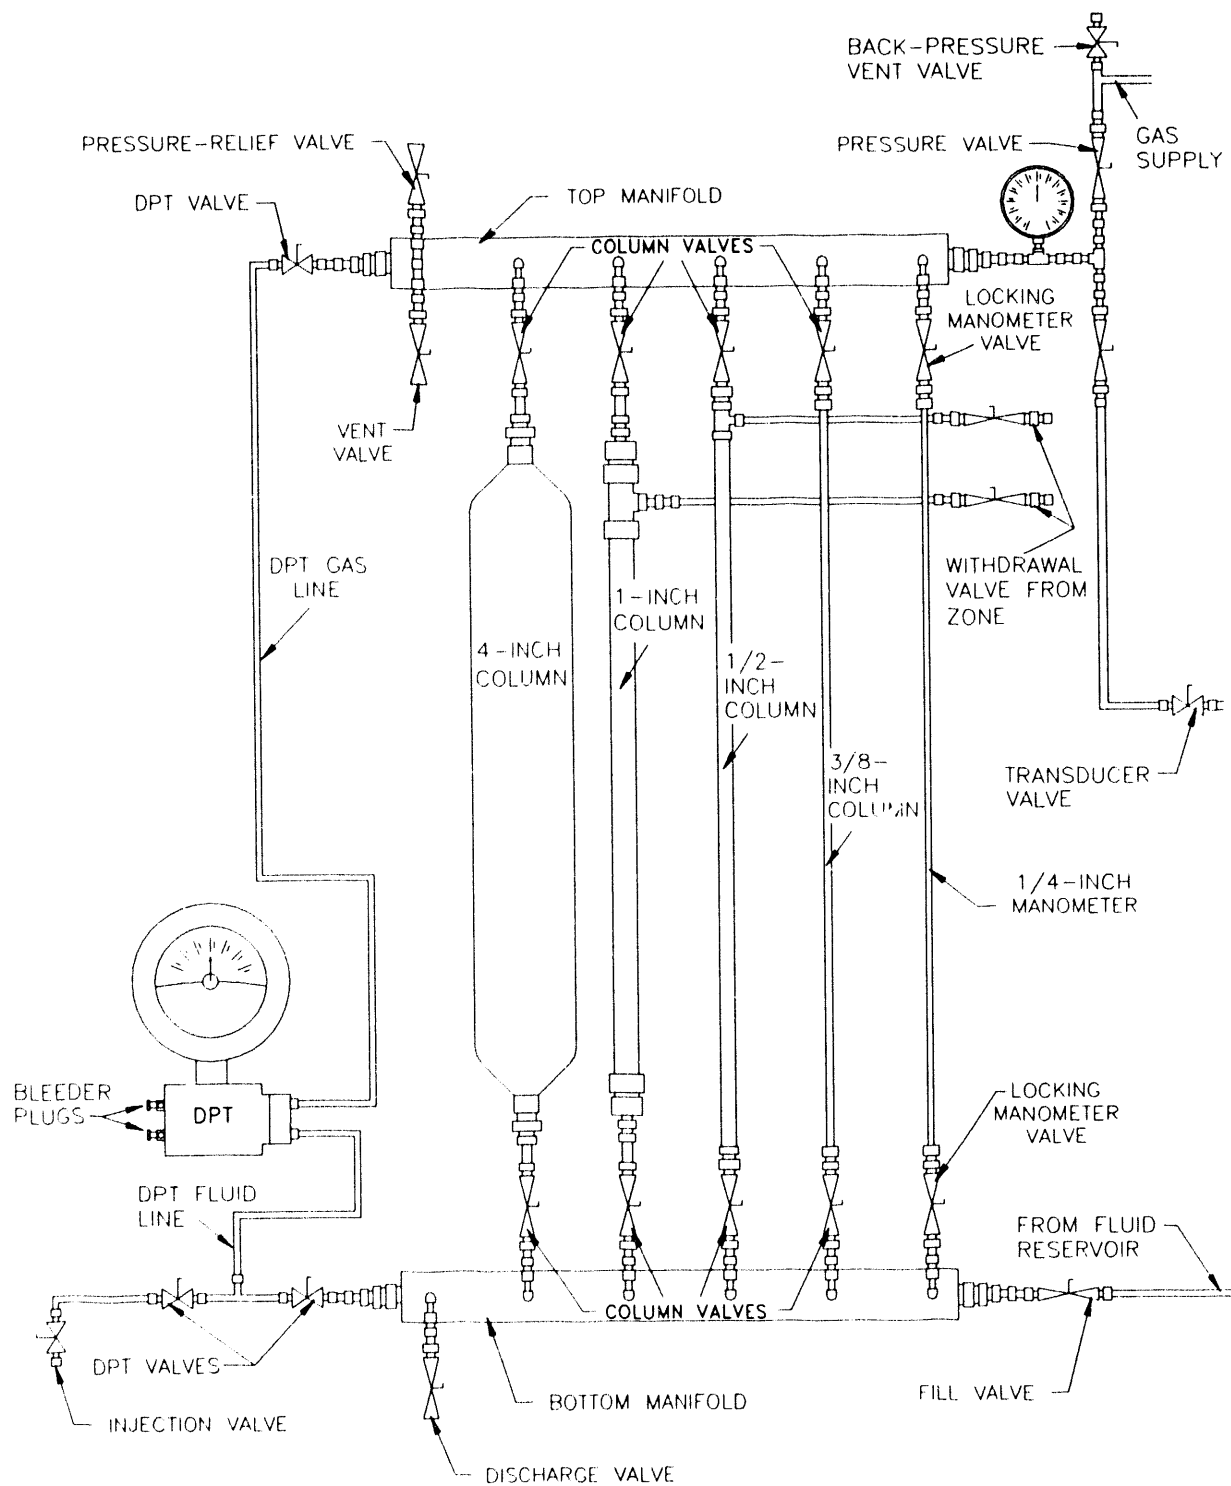 BACK-PRESSURE
VENT VALVE
PRESSURE-RELIEF VALVE
PRESSURE VALVE
GAS
SUPPLY
DPT VALVE
TOP MANIFOLD
COLUMN VALVES
LOCKING
MANOMETER
VALVE
VENT
VALVE
DPT GAS
LINE
WITHDRAWAL
VALVE FROM
ZONE
1-INCH
COLUMN
4-INCH
COLUMN
1/2-
INCH
COLUMN
3/8-
INCH
COLUMN
TRANSDUCER
VALVE
1/4-INCH
MANOMETER
BLEEDER
PLUGS
DPT
LOCKING
MANOMETER
VALVE
DPT FLUID
LINE
FROM FLUID
RESERVOIR
COLUMN VALVES
DPT VALVES
BOTTOM MANIFOLD
FILL VALVE
INJECTION VALVE
DISCHARGE VALVE